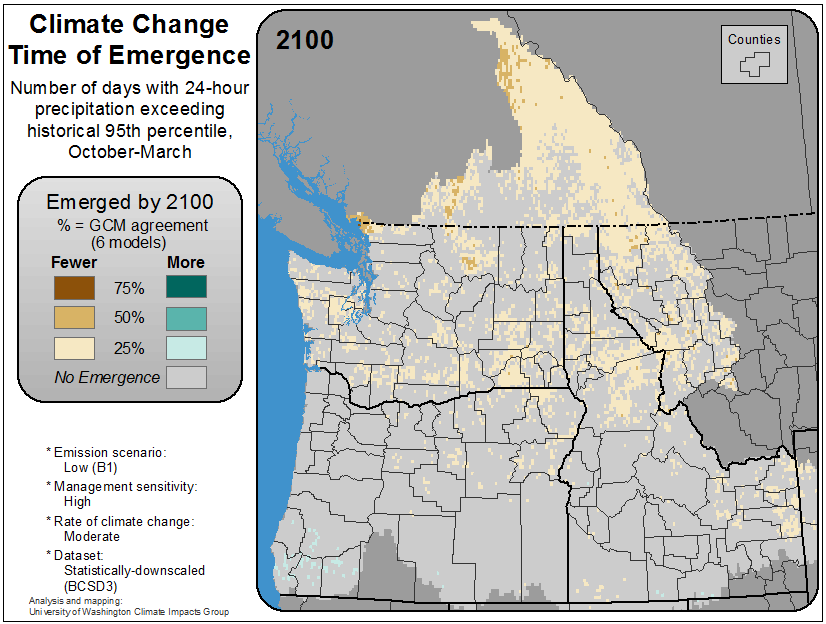 Climate Change
Time of Emergence
Number of days with 24-hour
precipitation exceeding
historical 95th percentile,
October-March
Emerged by 2100
% = GCM agreement
(6 models)
Fewer More
75%
50%
25%
No Emergence
* Emission scenario:
Low (B1)
* Management sensitivity:
High
* Rate of climate change:
Moderate
* Dataset:
Statistically-downscaled
(BCSD3)
Analysis and mapping:
University of Washington Climate Impacts Group
2100
Counties